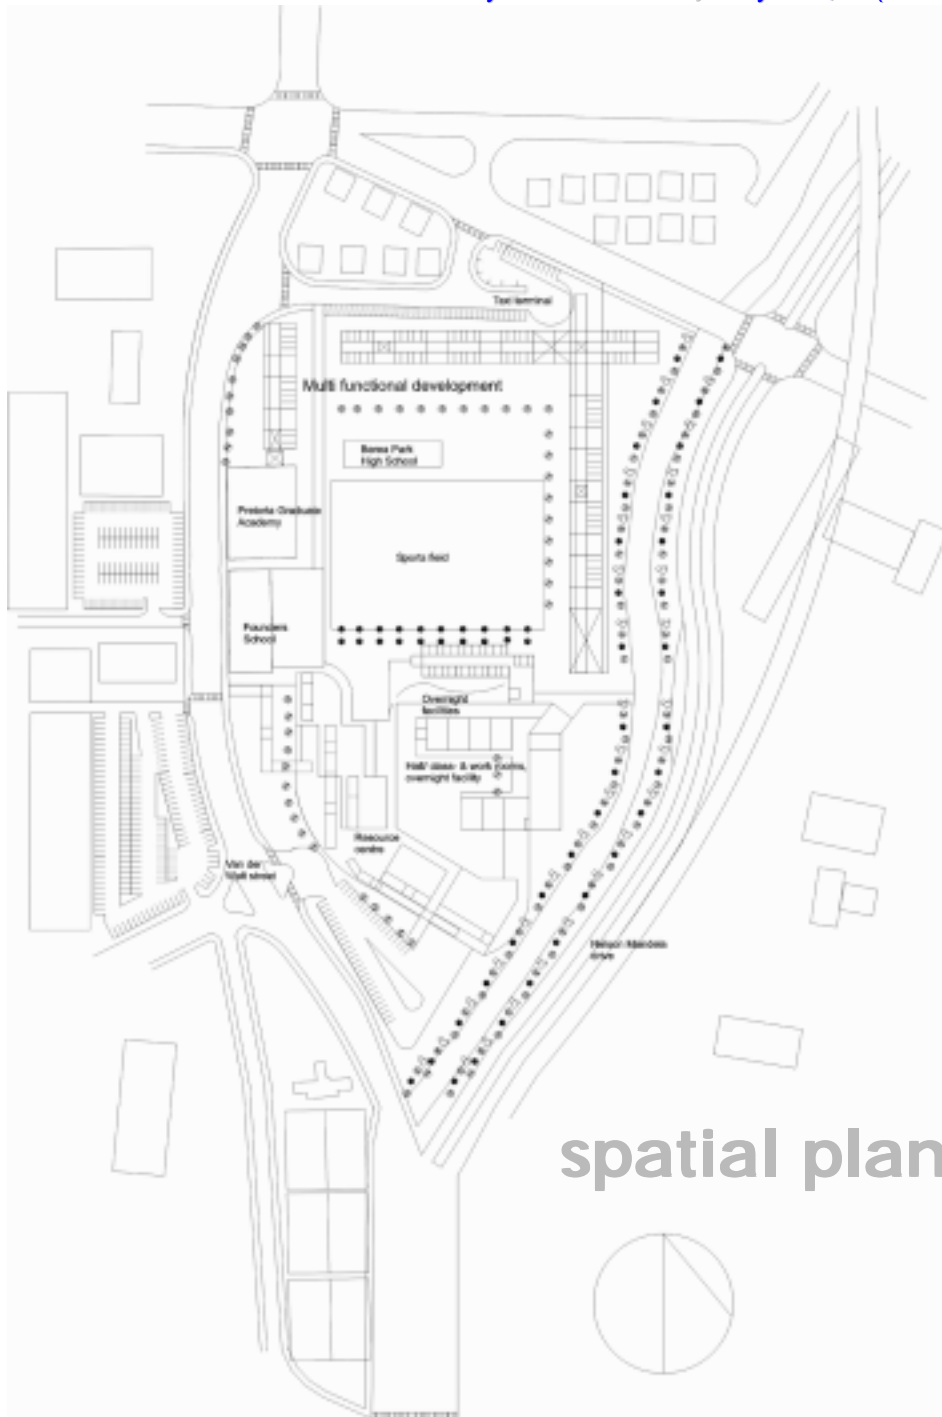 Taxi terminal
Multi functional development
Berea Park
High School
Pretoria Graduate
Academy
Sports field
Founders
School
Overnight
facilities
Hall/ class- & work rooms,
overnight facility
Resource
centre
Van der
Walt street
Nelson Mandela
drive
spatial plan